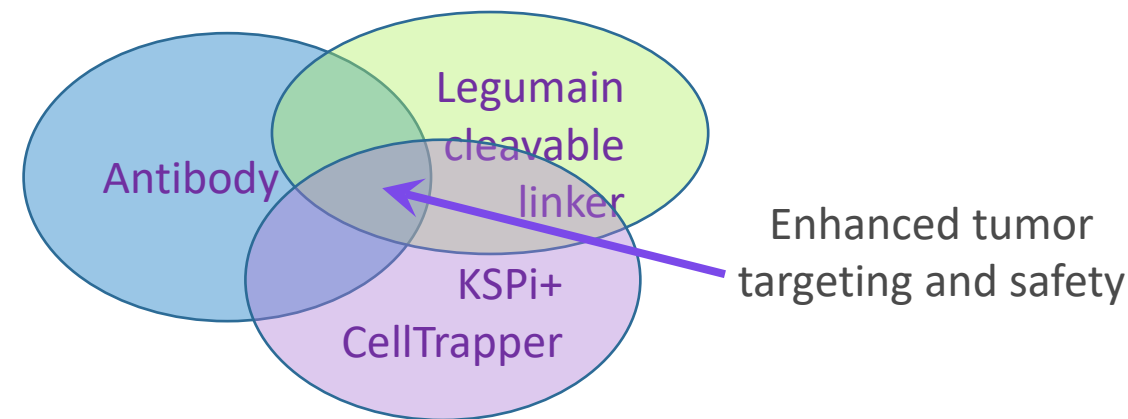 Legumain
cleavable
linker
Antibody
KSPi+
CellTrapper
Enhanced tumor
targeting and safety